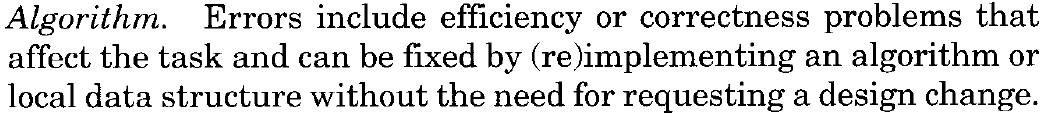 Algorithm. Errors include efficiency or correctness problems that
affect the task and can be fixed by (re)implementing an algorithm or
local data structure without the need for requesting a design change.